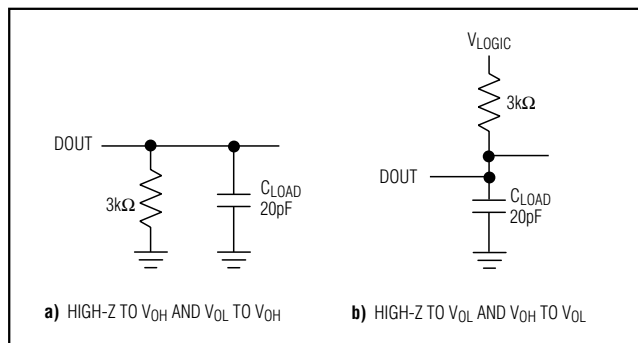 DOUT
3kΩ
CLOAD
20pF
a) HIGH-Z TO VOH AND VOL TO VOH
VLOGIC
3kΩ
DOUT
CLOAD
20pF
b) HIGH-Z TO VOL AND VOH TO VOL